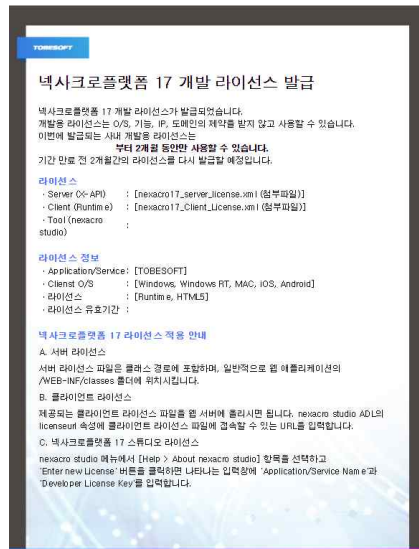 TOBESOFT
넥사크로플랫폼 17 개발 라이선스 발급
넥사크로플랫폼 17 개발 라이선스가 발급되었습니다.
개발용 라이선스는 O/S, 기능, IP, 도메인의 제약을 받지 않고 사용할 수 있습니다.
이번에 발급되는 사내 개발용 라이선스는
부터 2개월 동안만 사용할 수 있습니다.
기간 만료 전 2개월간의 라이선스를 다시 발급할 예정입니다.
라이선스
· Server (X-API) : [nexacro17_server_license.xml (첨부파일)]
· Client (Runtime) : [nexacro17_Client_License.xml (첨부파일)]
· Tool (nexacro
studio) :
라이선스 정보
· Application/Service : [TOBESOFT]
· Clienst O/S : [Windows, Windows RT, MAC, iOS, Android]
· 라이선스 : [Runtime, HTML5]
· 라이선스 유효기간 :
넥사크로플랫폼 17 라이선스 적용 안내
A. 서버 라이선스
서버 라이선스 파일은 클래스 경로에 포함하며, 일반적으로 웹 애플리케이션의
/WEB-INF/classes 폴더에 위치시킵니다.
B. 클라이언트 라이선스
제공되는 클라이언트 라이선스 파일을 웹 서버에 올리시면 됩니다. nexacro studio ADL의
licenseurl 속성에 클라이언트 라이선스 파일에 접속할 수 있는 URL을 입력합니다.
C. 넥사크로플랫폼 17 스튜디오 라이선스
nexacro studio 메뉴에서 [Help > About nexacro studio] 항목을 선택하고
'Enter new License' 버튼을 클릭하면 나타나는 입력창에 'Application/Service Name'과
'Developer License Key'를 입력합니다.